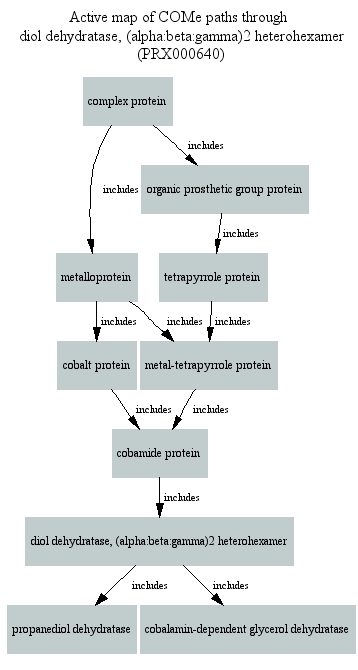 Active map of COMe paths through
diol dehydratase, (alpha:beta:gamma)2 heterohexamer
(PRX000640)
complex protein
includes
includes
organic prosthetic group protein
includes
metalloprotein
tetrapyrrole protein
includes
includes
includes
cobalt protein
metal-tetrapyrrole protein
includes
includes
cobamide protein
includes
diol dehydratase, (alpha:beta:gamma)2 heterohexamer
includes
includes
propanediol dehydratase
cobalamin-dependent glycerol dehydratase